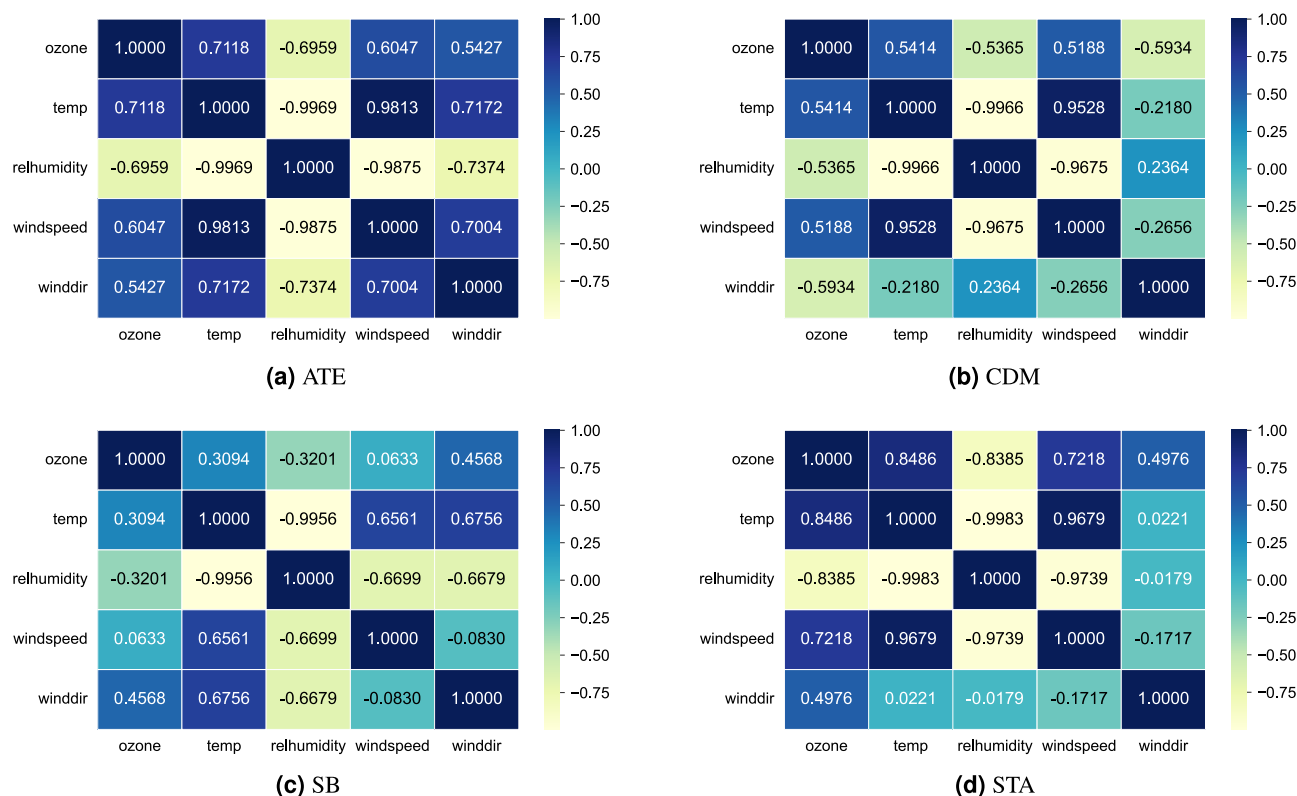 ozone 1.0000 0.7118 -0.6959 0.6047 0.5427
temp 0.7118 1.0000 -0.9969 0.9813 0.7172
relhumidity -0.6959 -0.9969 1.0000 -0.9875 -0.7374
windspeed 0.6047 0.9813 -0.9875 1.0000 0.7004
winddir 0.5427 0.7172 -0.7374 0.7004 1.0000
ozone temp relhumidity windspeed winddir
1.00
0.75
0.50
0.25
0.00
−0.25
−0.50
−0.75
(a) ATE
ozone 1.0000 0.5414 -0.5365 0.5188 -0.5934
temp 0.5414 1.0000 -0.9966 0.9528 -0.2180
relhumidity -0.5365 -0.9966 1.0000 -0.9675 0.2364
windspeed 0.5188 0.9528 -0.9675 1.0000 -0.2656
winddir -0.5934 -0.2180 0.2364 -0.2656 1.0000
ozone temp relhumidity windspeed winddir
1.00
0.75
0.50
0.25
0.00
−0.25
−0.50
−0.75
(b) CDM
ozone 1.0000 0.3094 -0.3201 0.0633 0.4568
temp 0.3094 1.0000 -0.9956 0.6561 0.6756
relhumidity -0.3201 -0.9956 1.0000 -0.6699 -0.6679
windspeed 0.0633 0.6561 -0.6699 1.0000 -0.0830
winddir 0.4568 0.6756 -0.6679 -0.0830 1.0000
ozone temp relhumidity windspeed winddir
1.00
0.75
0.50
0.25
0.00
−0.25
−0.50
−0.75
(c) SB
ozone 1.0000 0.8486 -0.8385 0.7218 0.4976
temp 0.8486 1.0000 -0.9983 0.9679 0.0221
relhumidity -0.8385 -0.9983 1.0000 -0.9739 -0.0179
windspeed 0.7218 0.9679 -0.9739 1.0000 -0.1717
winddir 0.4976 0.0221 -0.0179 -0.1717 1.0000
ozone temp relhumidity windspeed winddir
1.00
0.75
0.50
0.25
0.00
−0.25
−0.50
−0.75
(d) STA